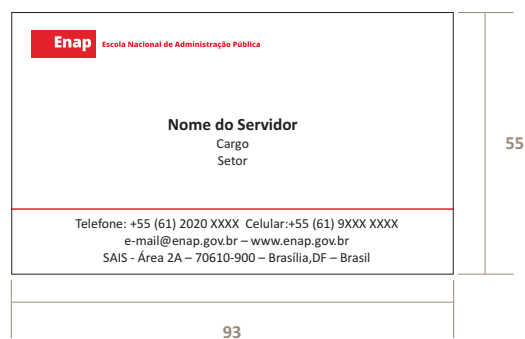 Enap Escola Nacional de Administração Pública
Nome do Servidor
Cargo
Setor
55
Telefone: +55 (61) 2020 XXXX Celular:+55 (61) 9XXX XXXX
e-mail@enap.gov.br – www.enap.gov.br
SAIS - Área 2A – 70610-900 – Brasília,DF – Brasil
93